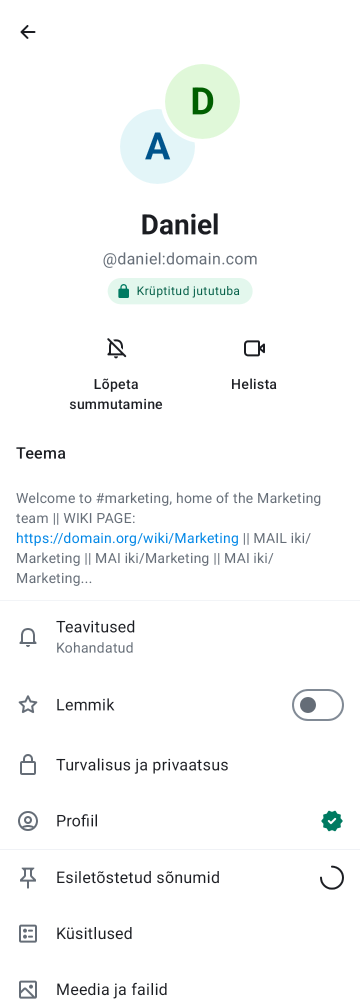 D
A
Daniel
@daniel:domain.com
Krüptitud jututuba
Lõpeta
summutamine
Helista
Teema
Welcome to #marketing, home of the Marketing
team || WIKI PAGE:
https://domain.org/wiki/Marketing || MAIL iki/
Marketing || MAI iki/Marketing || MAI iki/
Marketing...
Teavitused
Kohandatud
Lemmik
Turvalisus ja privaatsus
Profiil
Esiletõstetud sõnumid
Küsitlused
Meedia ja failid